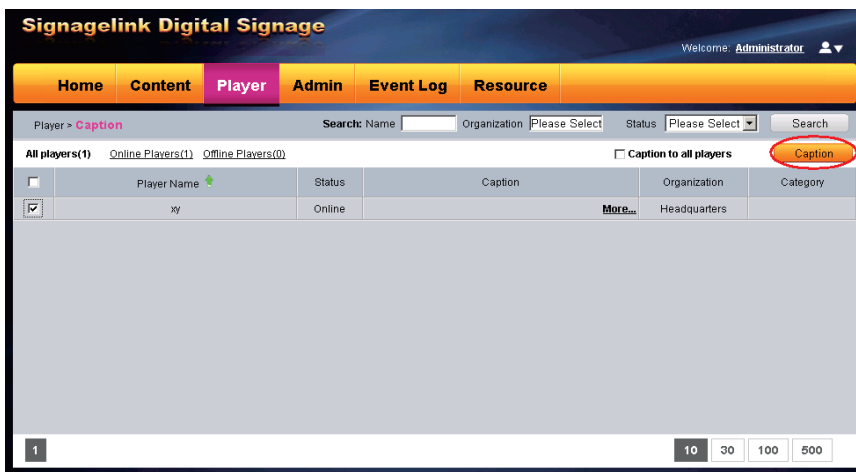 Signagelink Digital Signage
Welcome: Administrator
Home Content Player Admin Event Log Resource
Player > Caption Search: Name Organization Please Select Status Please Select Search
All players(1) Online Players(1) Offline Players(0) Caption to all players Caption
Player Name Status Caption Organization Category
xy Online More... Headquarters
1 10 30 100 500